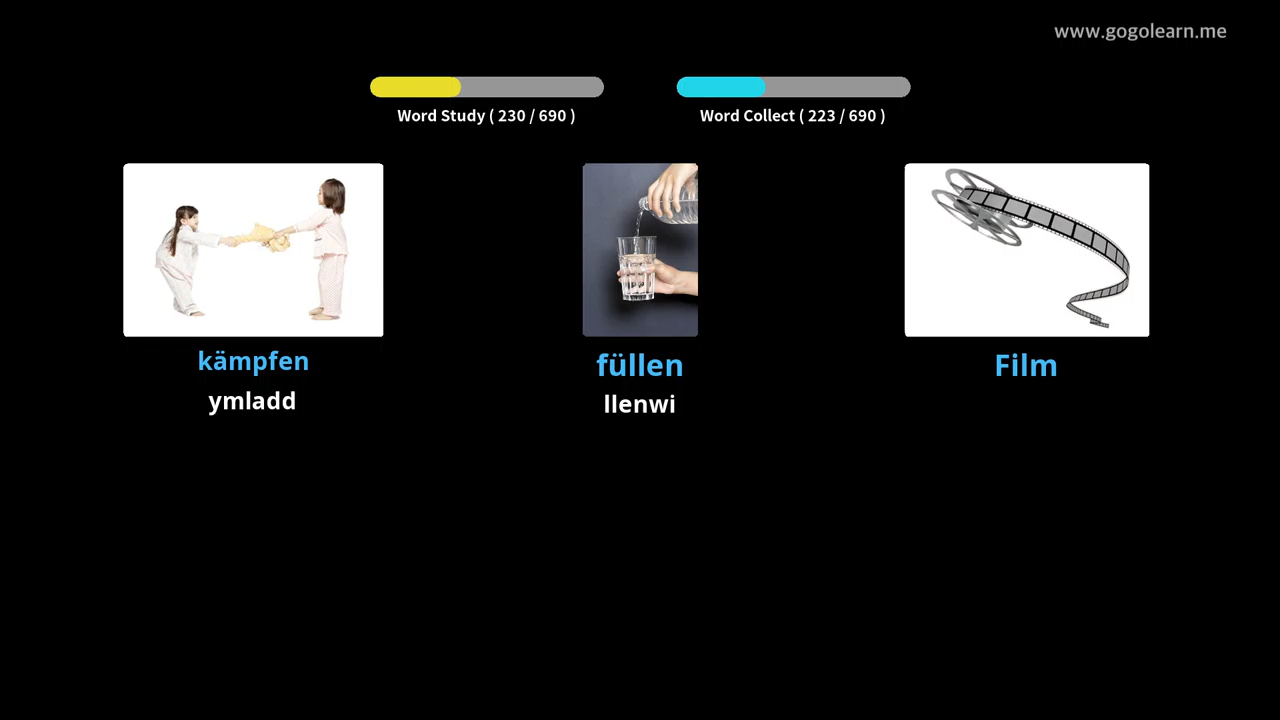 www.gogolearn.me
Word Study ( 230 / 690 )
Word Collect ( 223 / 690 )
kämpfen
ymladd
füllen
llenwi
Film